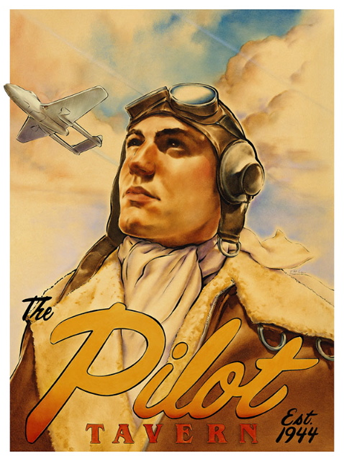 The
Pilot
TAVERN
Est.
1944